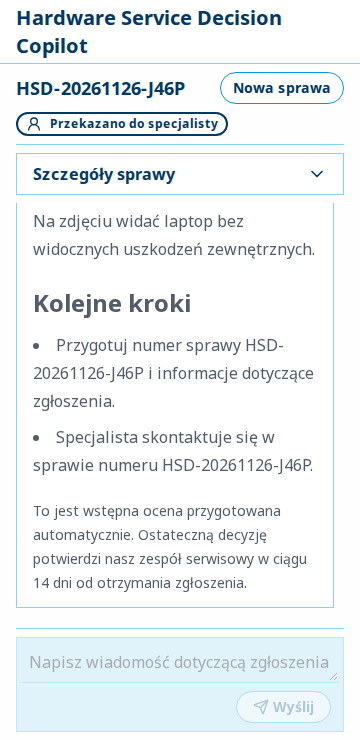 Hardware Service Decision
Copilot
HSD-20261126-J46P
Nowa sprawa
Przekazano do specjalisty
Szczegóły sprawy
Na zdjęciu widać laptop bez
widocznych uszkodzeń zewnętrznych.
Kolejne kroki
• Przygotuj numer sprawy HSD-
20261126-J46P i informacje dotyczące
zgłoszenia.
• Specjalista skontaktuje się w
sprawie numeru HSD-20261126-J46P.
To jest wstępna ocena przygotowana
automatycznie. Ostateczną decyzję
potwierdzi nasz zespół serwisowy w ciągu
14 dni od otrzymania zgłoszenia.
Napisz wiadomość dotyczącą zgłoszenia
Wyślij